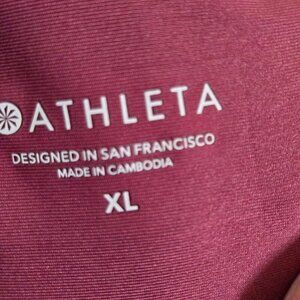 ATHLETA
DESIGNED IN SAN FRANCISCO
MADE IN CAMBODIA
XL